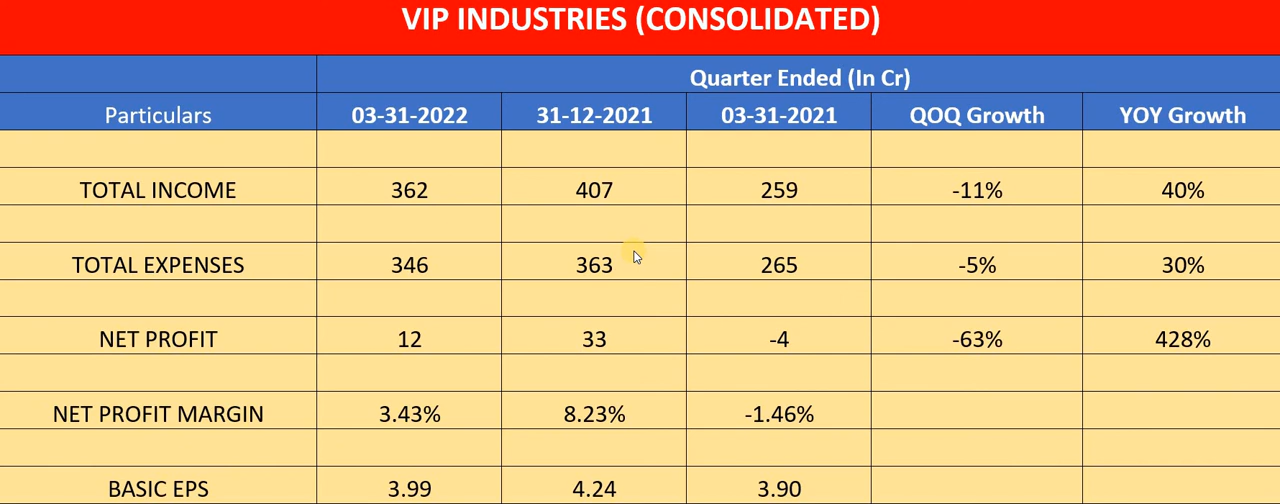 VIP INDUSTRIES (CONSOLIDATED)
Quarter Ended (In Cr)
Particulars 03-31-2022 31-12-2021 03-31-2021 QOQ Growth YOY Growth
TOTAL INCOME 362 407 259 -11% 40%
TOTAL EXPENSES 346 363 265 -5% 30%
NET PROFIT 12 33 -4 -63% 428%
NET PROFIT MARGIN 3.43% 8.23% -1.46%
BASIC EPS 3.99 4.24 3.90